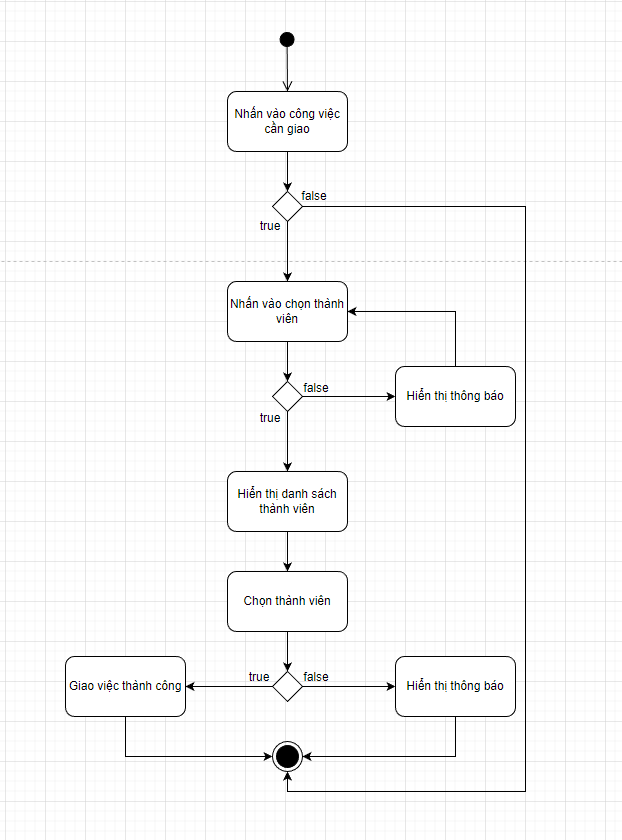 Nhấn vào công việc
cần giao
false
true
Nhấn vào chọn thành
viên
false
Hiển thị thông báo
true
Hiển thị danh sách
thành viên
Chọn thành viên
true
false
Giao việc thành công
Hiển thị thông báo